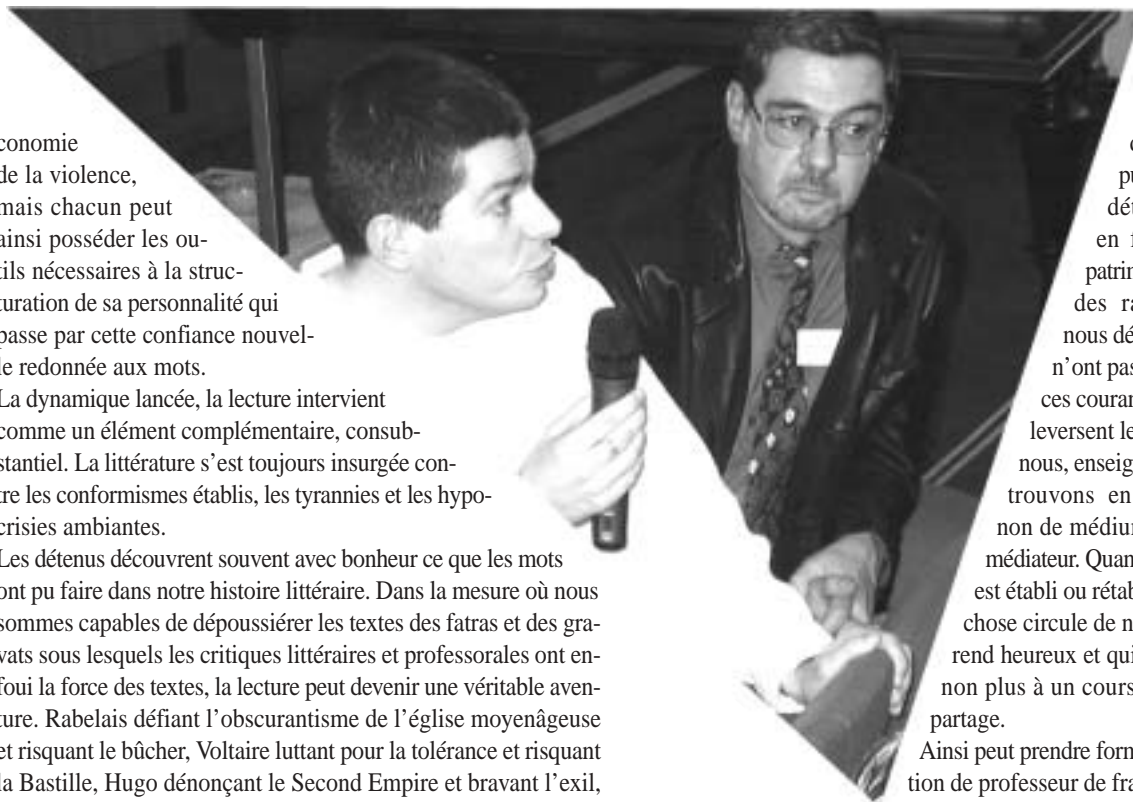 conomie
de la violence,
mais chacun peut
ainsi posséder les ou-
tils nécessaires à la struc-
turation de sa personnalité qui
passe par cette confiance nouvel-
le redonnée aux mots.
La dynamique lancée, la lecture intervient
comme un élément complémentaire, consub-
stantiel. La littérature s’est toujours insurgée con-
tre les conformismes établis, les tyrannies et les hypo-
crisies ambiantes.
Les détenus découvrent souvent avec bonheur ce que les mots
ont pu faire dans notre histoire littéraire. Dans la mesure où nous
sommes capables de dépoussiérer les textes des fatras et des gra-
vats sous lesquels les critiques littéraires et professorales ont en-
foui la force des textes, la lecture peut devenir une véritable aven-
ture. Rabelais défiant l’obscurantisme de l’église moyenâgeuse
et risquant le bûcher, Voltaire luttant pour la tolérance et risquant
la Bastille, Hugo dénonçant le Second Empire et bravant l’exil,
pu
dét
en f
patrim
des ra
nous dé
n’ont pas
ces couran
leversent le
nous, enseig
trouvons en
non de médiu
médiateur. Quan
est établi ou rétab
chose circule de n
rend heureux et qui
non plus à un cours
partage.
Ainsi peut prendre form
tion de professeur de fra